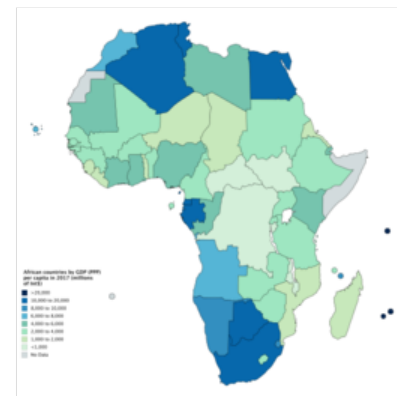 African countries by GDP (PPP)
per capita in 2017 (millions
of Int$)
>20,000
10,000 to 20,000
8,000 to 10,000
6,000 to 8,000
4,000 to 6,000
2,000 to 4,000
1,000 to 2,000
<1,000
No Data